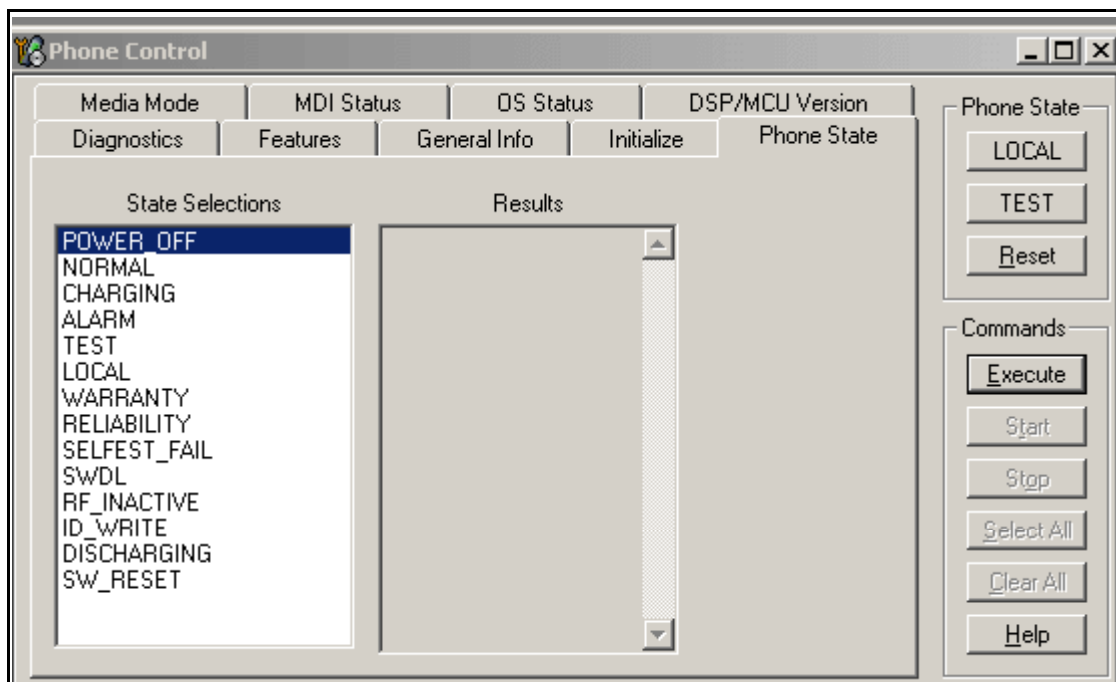 Phone Control
Media Mode MDI Status OS Status DSP/MCU Version
Diagnostics Features General Info Initialize Phone State
State Selections
POWER_OFF
NORMAL
CHARGING
ALARM
TEST
LOCAL
WARRANTY
RELIABILITY
SELFEST_FAIL
SWDL
RF_INACTIVE
ID_WRITE
DISCHARGING
SW_RESET
Results
Phone State
LOCAL
TEST
Reset
Commands
Execute
Start
Stop
Select All
Clear All
Help